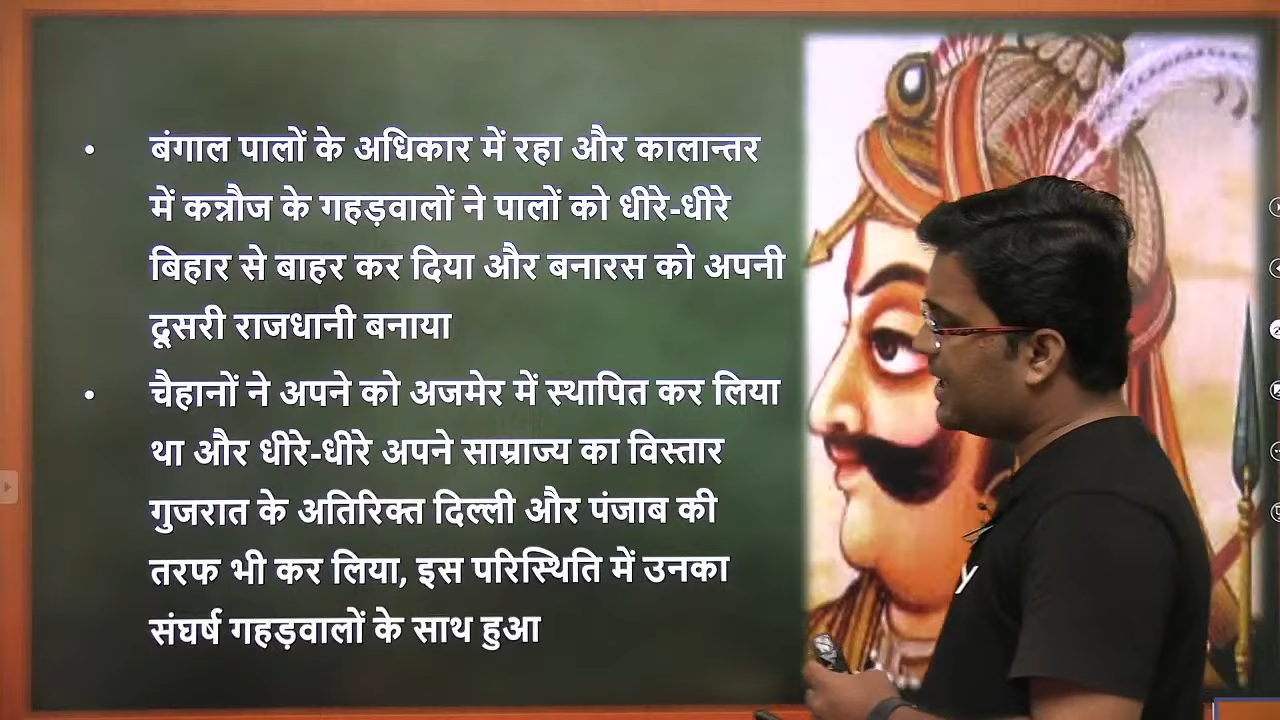 • बंगाल पालों के अधिकार में रहा और कालान्तर
में कन्नौज के गहड़वालों ने पालों को धीरे-धीरे
बिहार से बाहर कर दिया और बनारस को अपनी
दूसरी राजधानी बनाया
• चैहानों ने अपने को अजमेर में स्थापित कर लिया
था और धीरे-धीरे अपने साम्राज्य का विस्तार
गुजरात के अतिरिक्त दिल्ली और पंजाब की
तरफ भी कर लिया, इस परिस्थिति में उनका
संघर्ष गहड़वालों के साथ हुआ
y